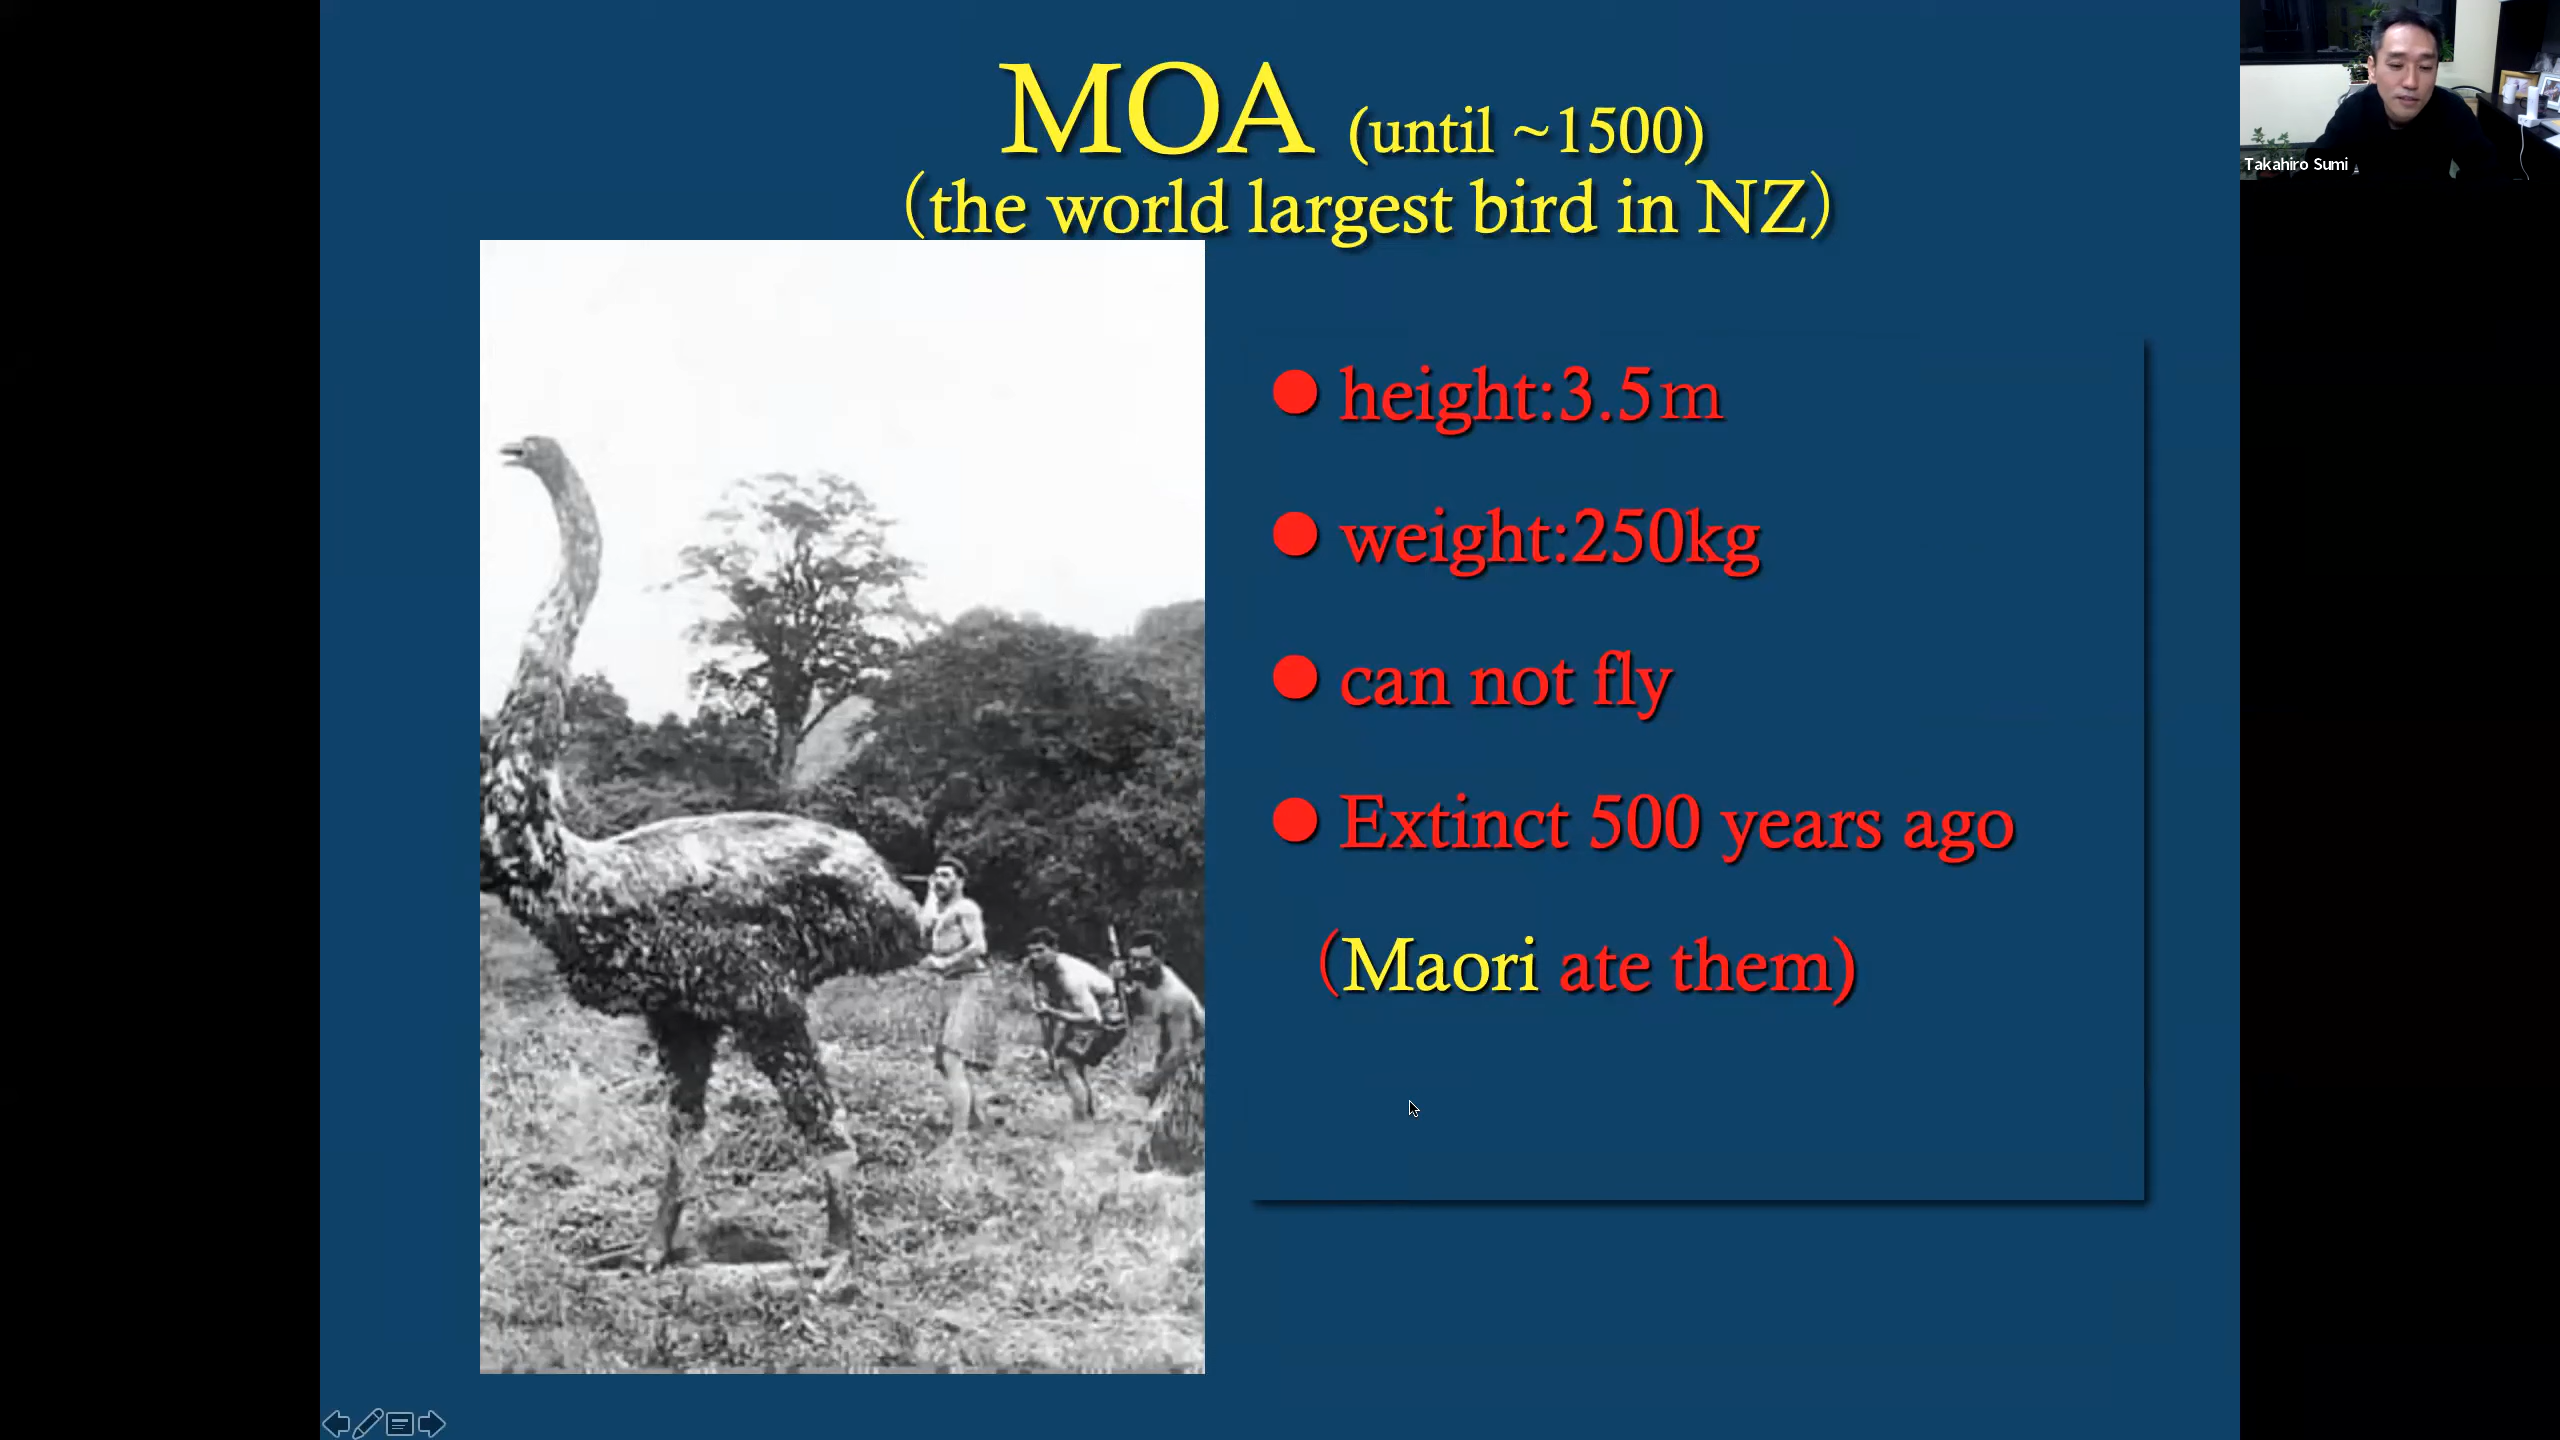 MOA (until ~1500)
(the world largest bird in NZ)
● height:3.5m
● weight:250kg
● can not fly
● Extinct 500 years ago
(Maori ate them)
Takahiro Sumi